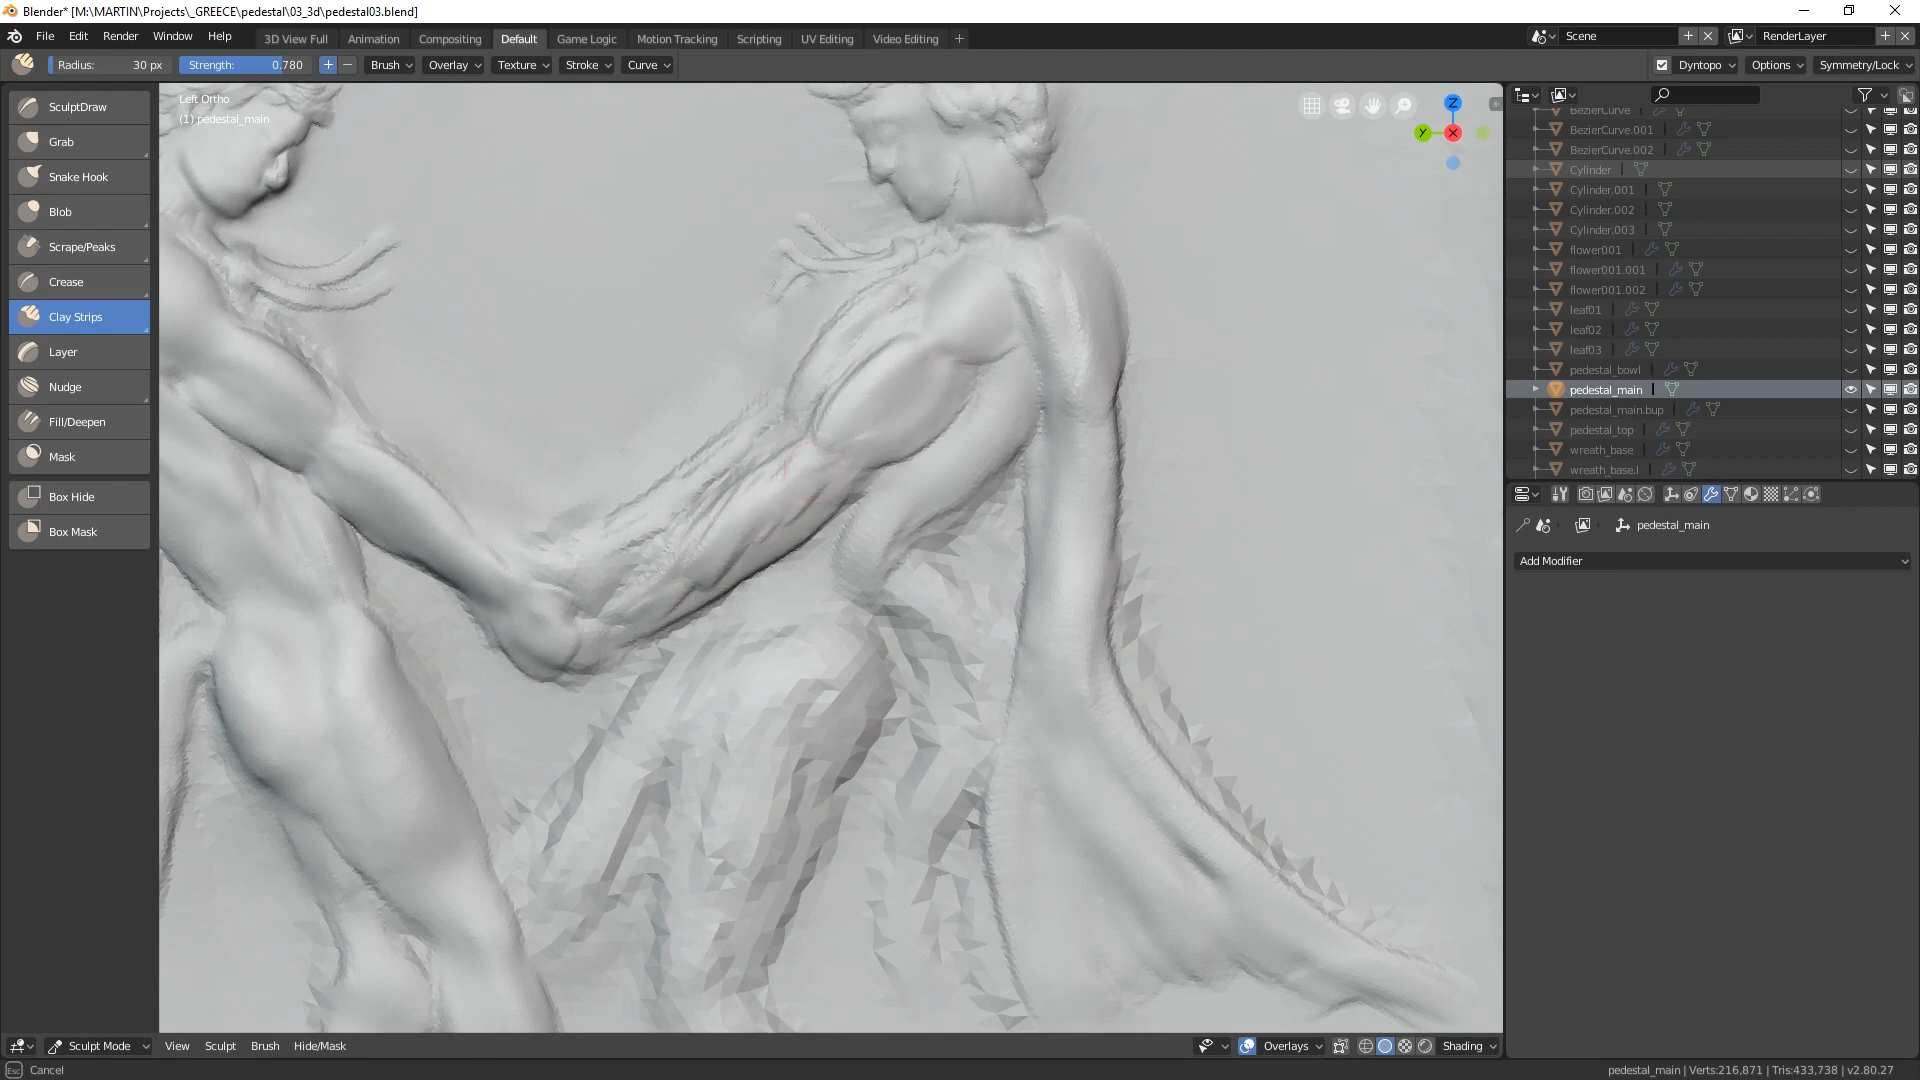 Blender* [M:\MARTIN\Projects\_GREECE\pedestal\03_3d\pedestal03.blend]
File Edit Render Window Help
3D View Full Animation Compositing Default Game Logic Motion Tracking Scripting UV Editing Video Editing
Scene
RenderLayer
Radius: 30 px
Strength: 0.780
Brush
Overlay
Texture
Stroke
Curve
Dyntopo
Options
Symmetry/Lock
SculptDraw
Grab
Snake Hook
Blob
Scrape/Peaks
Crease
Clay Strips
Layer
Nudge
Fill/Deepen
Mask
Box Hide
Box Mask
Left Ortho
(1) pedestal_main
Z
Y
X
BezierCurve
BezierCurve.001
BezierCurve.002
Cylinder
Cylinder.001
Cylinder.002
Cylinder.003
flower001
flower001.001
flower001.002
leaf01
leaf02
leaf03
pedestal_bowl
pedestal_main
pedestal_main.bup
pedestal_top
wreath_base
wreath_base.l
pedestal_main
Add Modifier
Sculpt Mode
View
Sculpt
Brush
Hide/Mask
Overlays
Shading
Esc Cancel
pedestal_main | Verts:216,871 | Tris:433,738 | v2.80.27